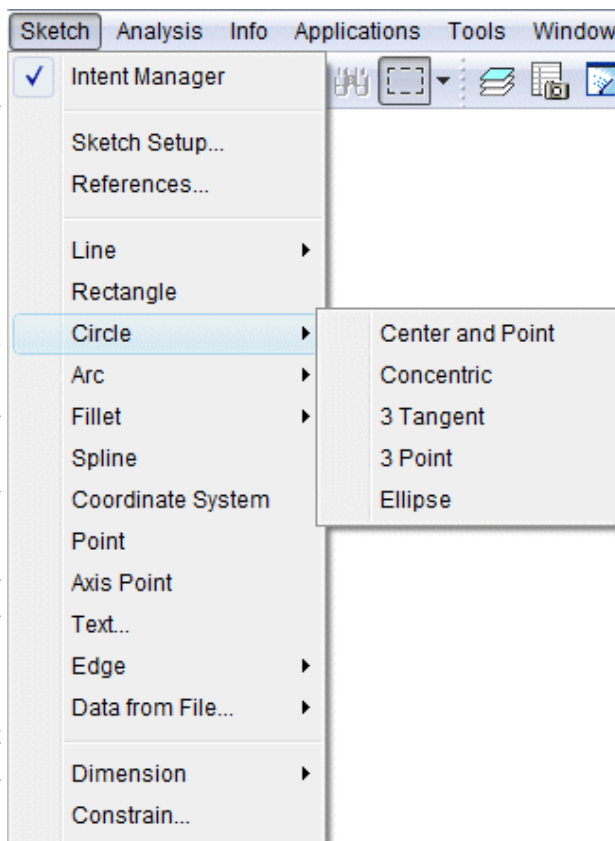 Sketch Analysis Info Applications Tools Window
Intent Manager
Sketch Setup...
References...
Line
Rectangle
Circle
Center and Point
Arc
Concentric
Fillet
3 Tangent
Spline
3 Point
Coordinate System
Ellipse
Point
Axis Point
Text...
Edge
Data from File...
Dimension
Constrain...